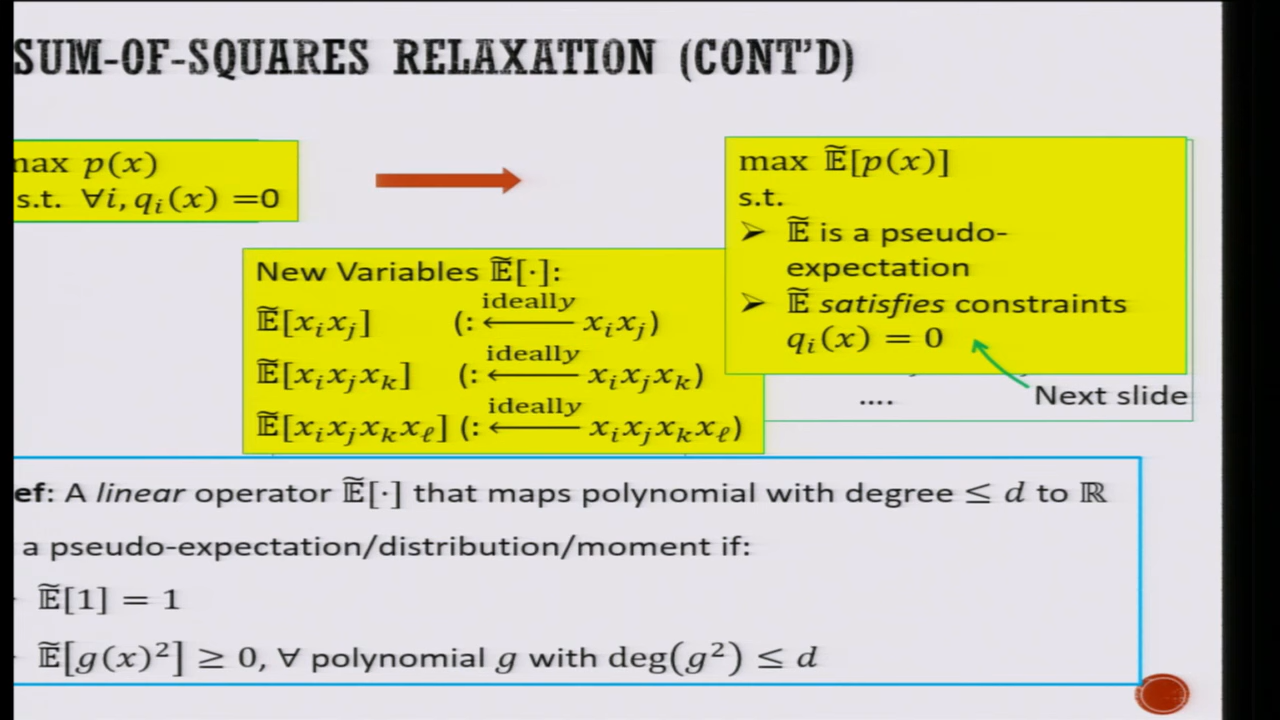 SUM-OF-SQUARES RELAXATION (CONT'D)
max p(x)
s.t. ∀i, qᵢ(x) =0
max 𝔼̃[p(x)]
s.t.
➢ 𝔼̃ is a pseudo-
expectation
➢ 𝔼̃ satisfies constraints
qᵢ(x) = 0
New Variables 𝔼̃[·]:
𝔼̃[xᵢxⱼ] (: ⟵ ideally xᵢxⱼ)
𝔼̃[xᵢxⱼxₖ] (: ⟵ ideally xᵢxⱼxₖ)
𝔼̃[xᵢxⱼxₖxℓ] (: ⟵ ideally xᵢxⱼxₖxℓ)
....
Next slide
ef: A linear operator 𝔼̃[·] that maps polynomial with degree ≤ d to ℝ
a pseudo-expectation/distribution/moment if:
𝔼̃[1] = 1
𝔼̃[g(x)²] ≥ 0, ∀ polynomial g with deg(g²) ≤ d